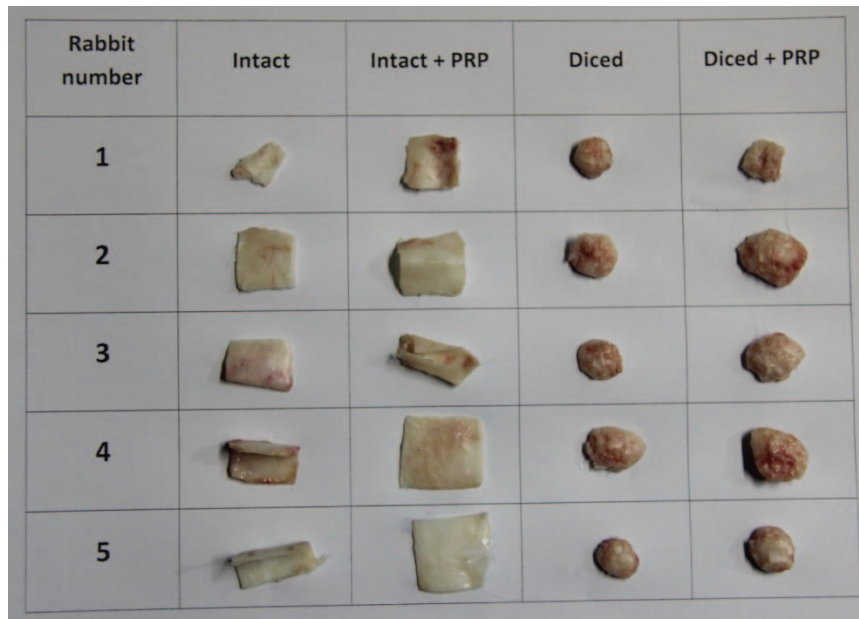 Rabbit
number
Intact
Intact + PRP
Diced
Diced + PRP
1
2
3
4
5